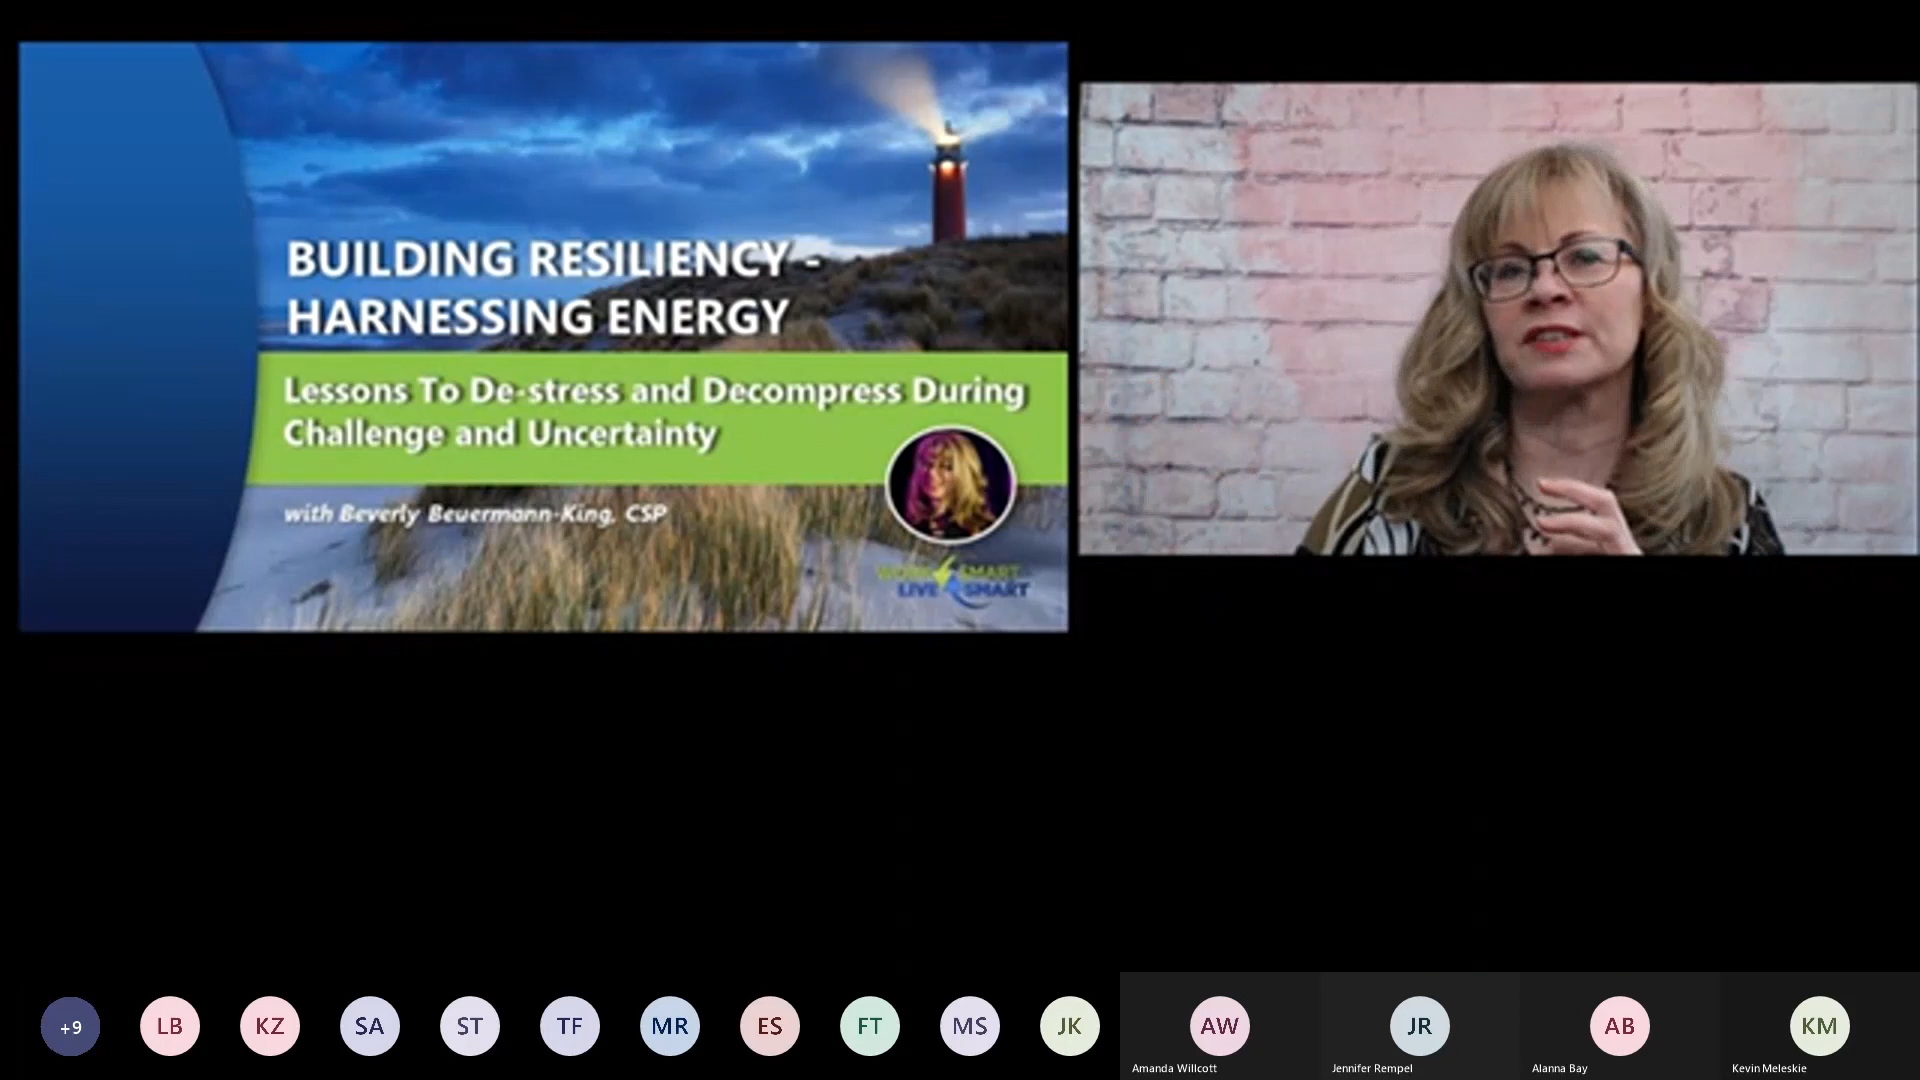 BUILDING RESILIENCY -
HARNESSING ENERGY
Lessons To De-stress and Decompress During
Challenge and Uncertainty
with Beverly Beuermann-King, CSP
WORK SMART
LIVE SMART
+9
LB
KZ
SA
ST
TF
MR
ES
FT
MS
JK
AW
JR
AB
KM
Amanda Willcott
Jennifer Rempel
Alanna Bay
Kevin Meleskie